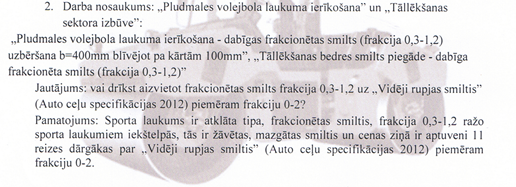 2. Darba nosaukums: „Pludmales volejbola laukuma ierīkošana” un „Tāllēkšanas
sektora izbūve”:
„Pludmales volejbola laukuma ierīkošana - dabīgas frakcionētas smilts (frakcija 0,3-1,2)
uzbēršana b=400mm blīvējot pa kārtām 100mm”, „Tāllēkšanas bedres smilts piegāde - dabīga
frakcionēta smilts (frakcija 0,3-1,2)”
Jautājums: vai drīkst aizvietot frakcionētas smilts frakcija 0,3-1,2 uz „Vidēji rupjas smiltis”
(Auto ceļu specifikācijas 2012) piemēram frakciju 0-2?
Pamatojums: Sporta laukums ir atklāta tipa, frakcionētas smiltis, frakcija 0,3-1,2 ražo
sporta laukumiem iekštelpās, tās ir žāvētas, mazgātas smiltis un cenas ziņā ir aptuveni 11
reizes dārgākas par „Vidēji rupjas smiltis” (Auto ceļu specifikācijas 2012) piemēram
frakciju 0-2.